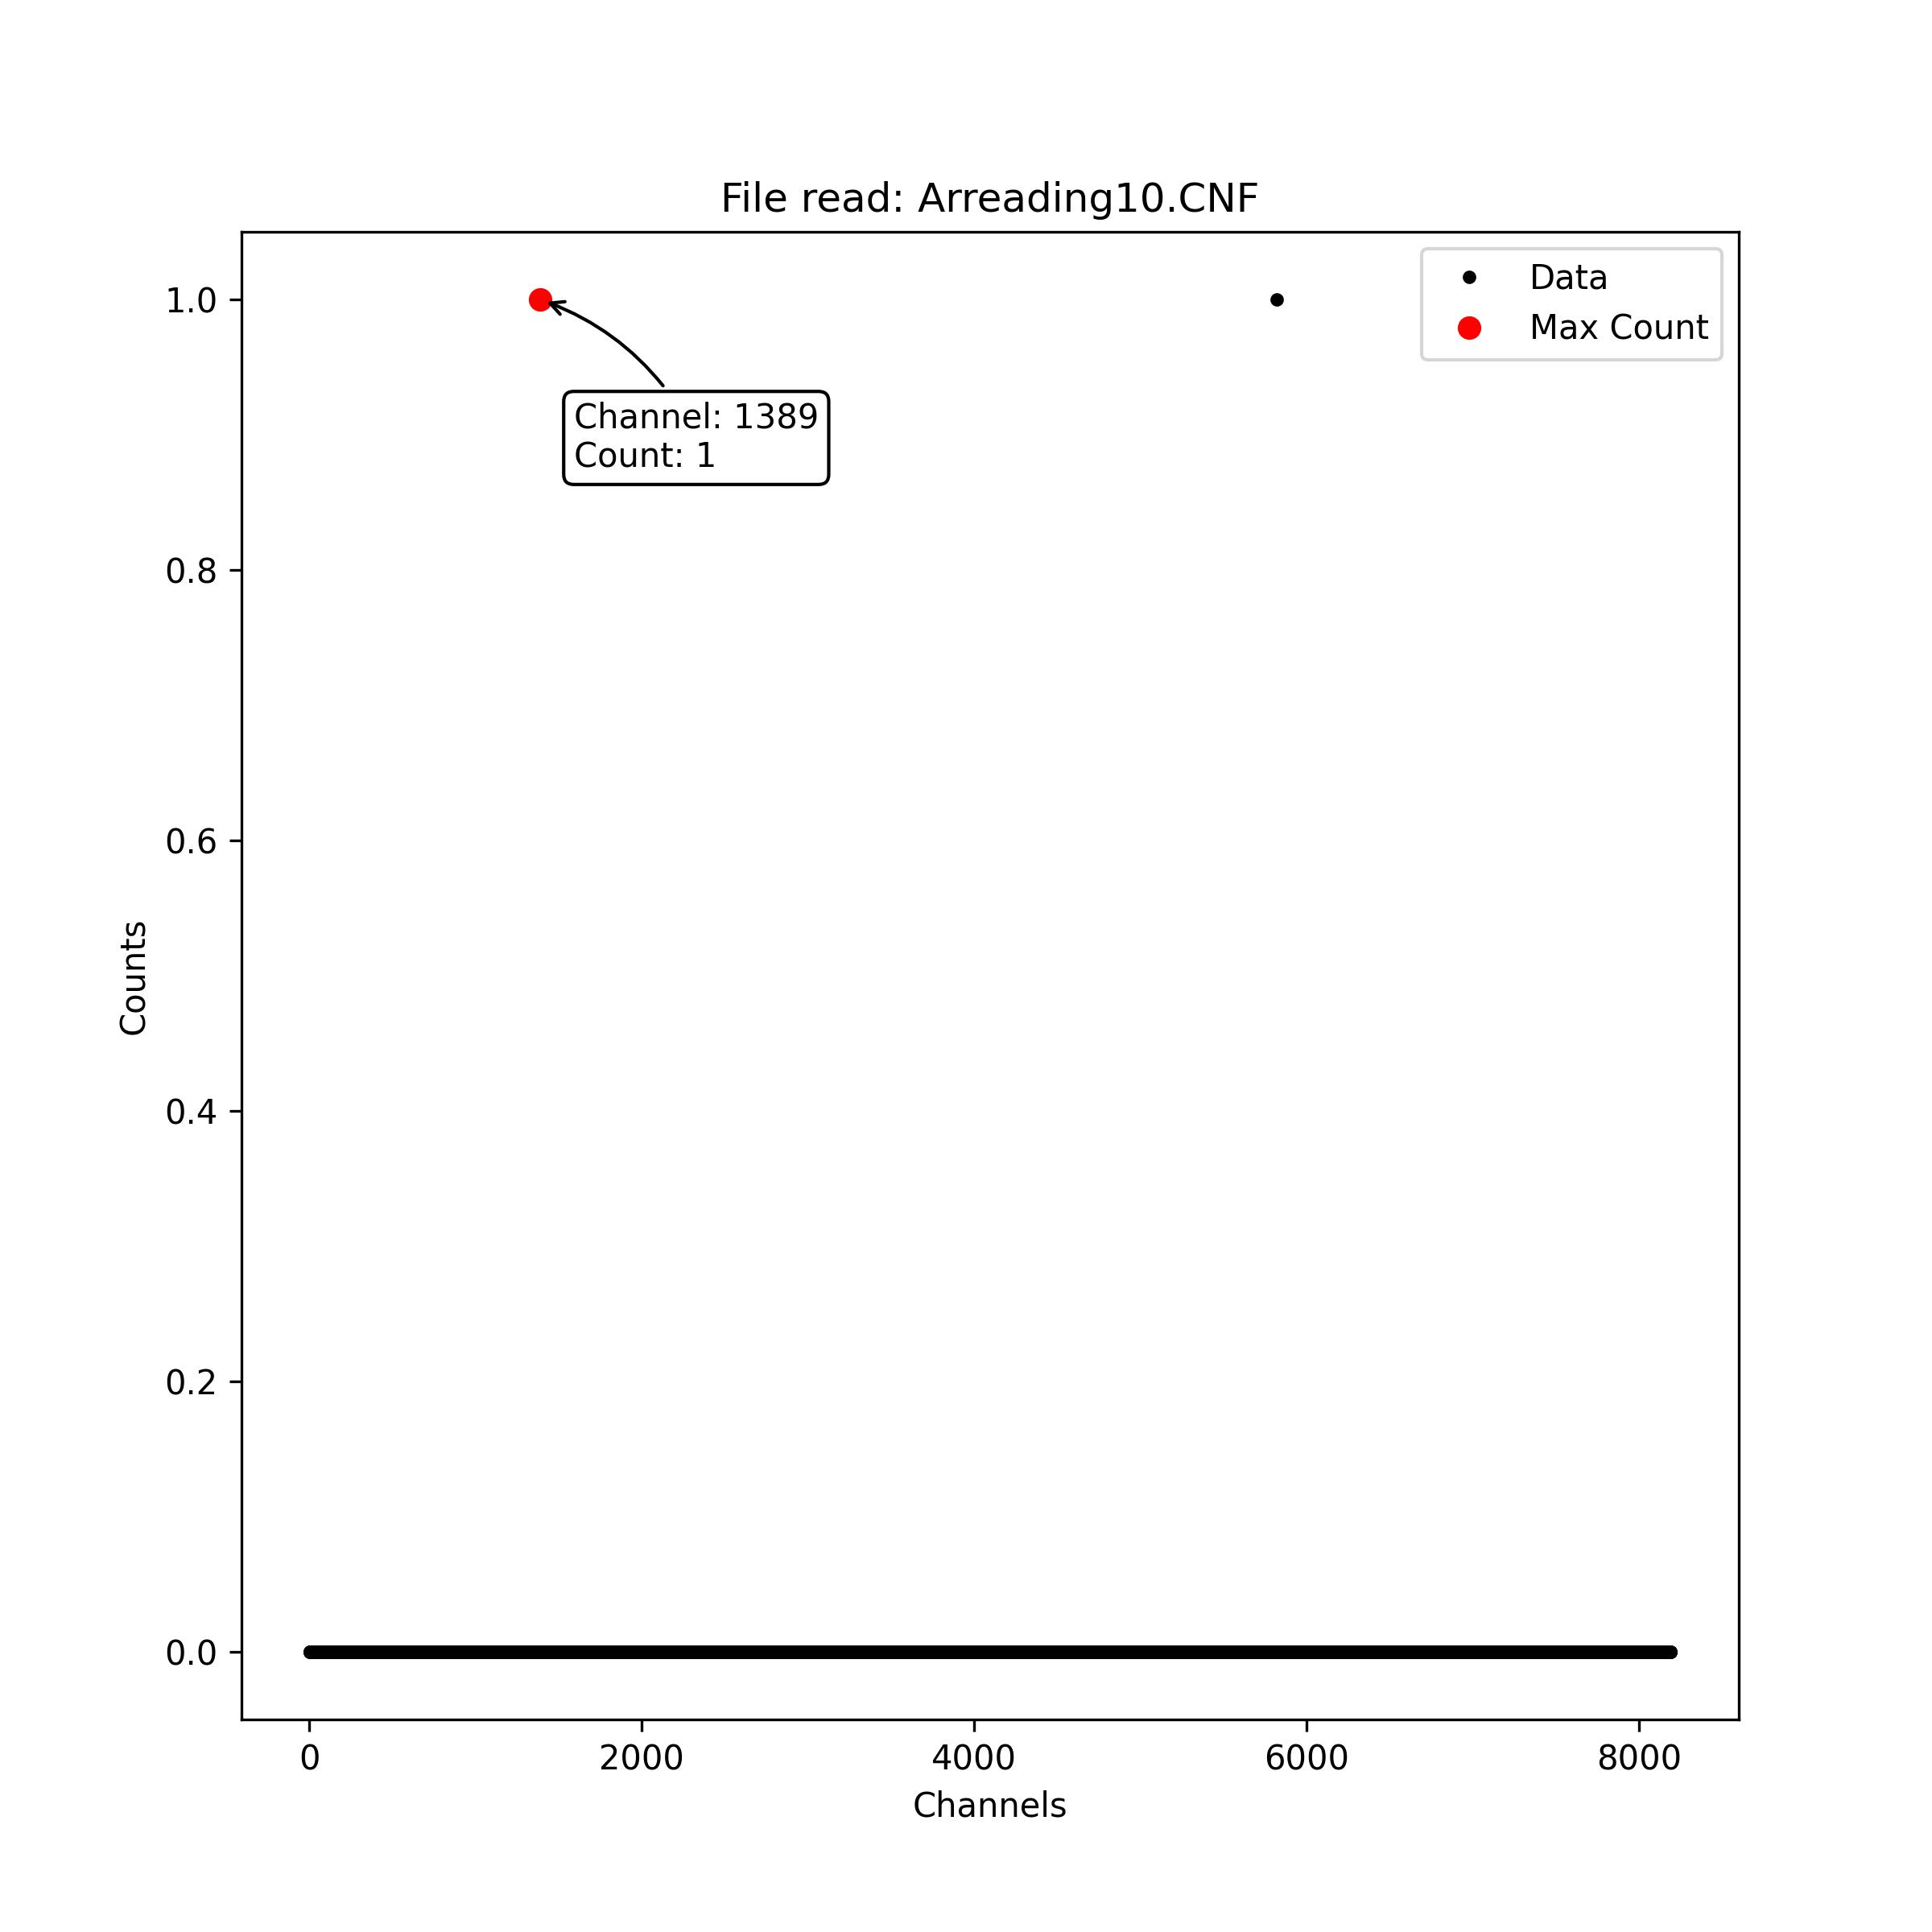 File read: Arreading10.CNF
Data
Max Count
Channel: 1389
Count: 1
1.0
0.8
0.6
0.4
0.2
0.0
Counts
0 2000 4000 6000 8000
Channels